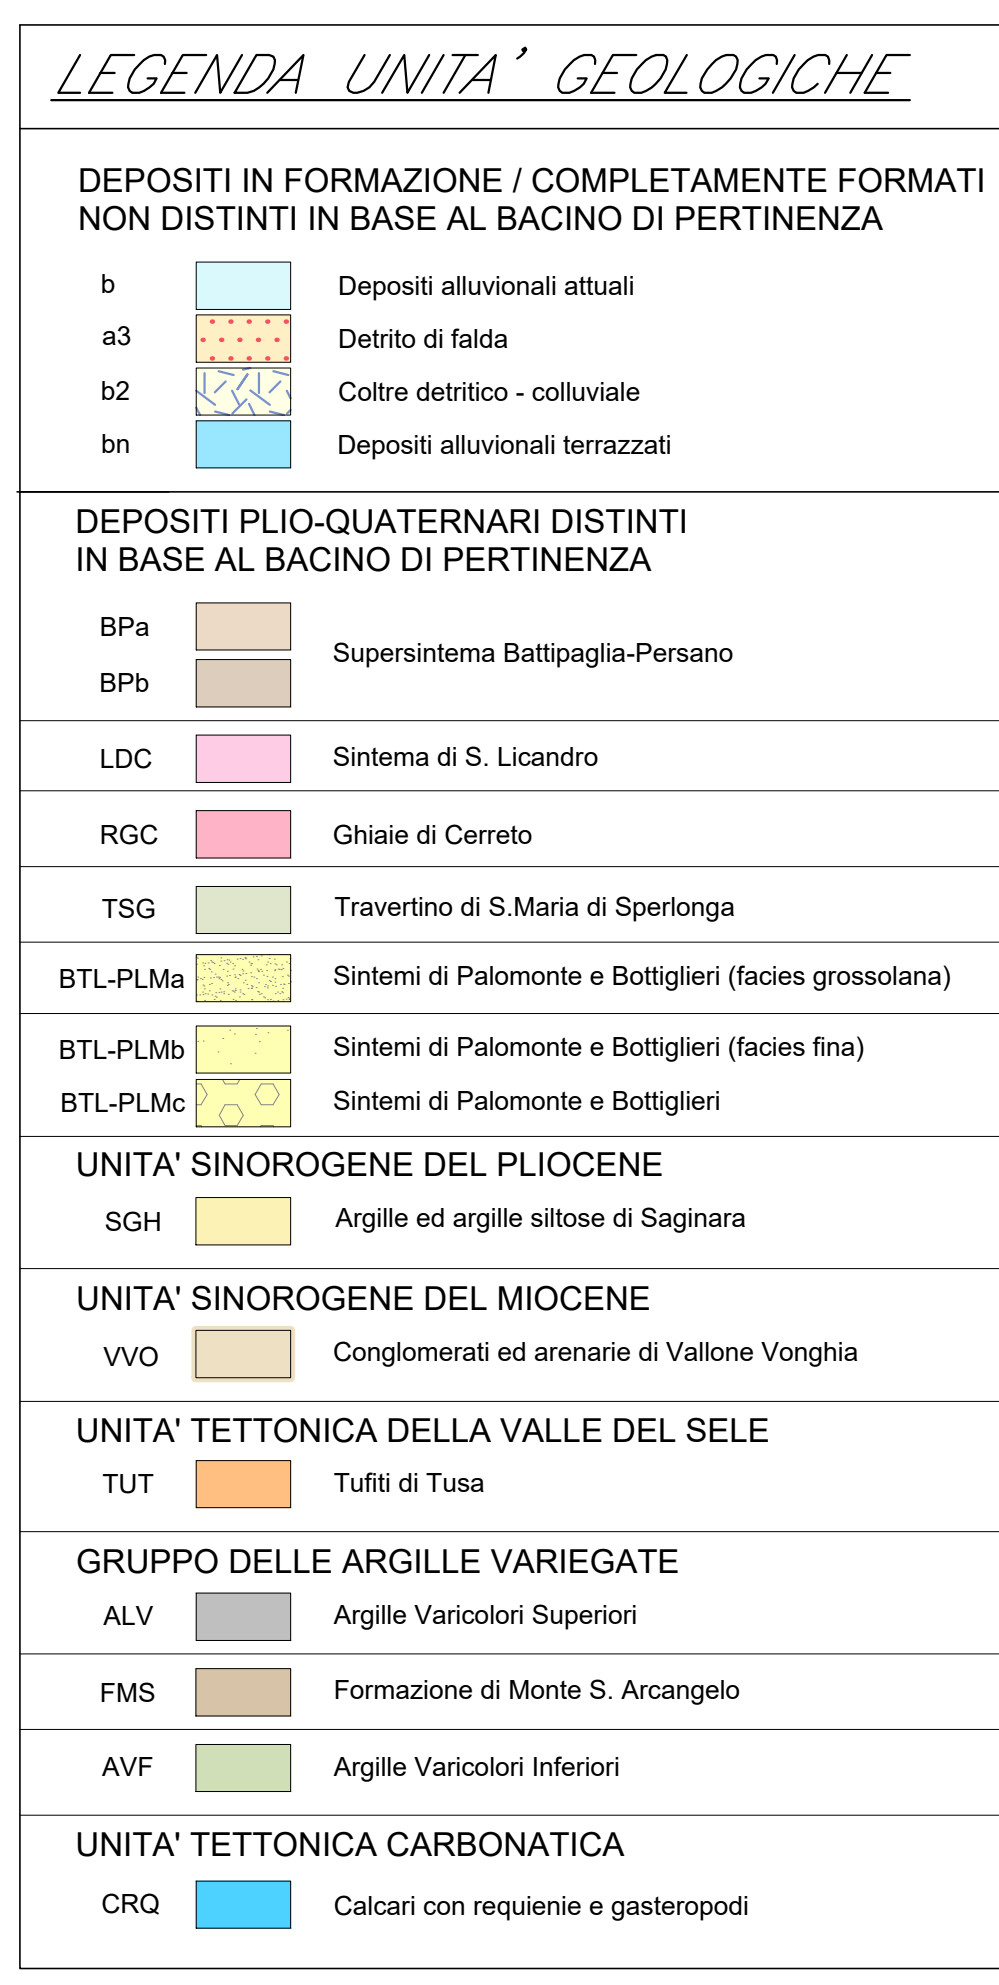 LEGENDA UNITA' GEOLOGICHE
DEPOSITI IN FORMAZIONE / COMPLETAMENTE FORMATI
NON DISTINTI IN BASE AL BACINO DI PERTINENZA
b Depositi alluvionali attuali
a3 Detrito di falda
b2 Coltre detritico - colluviale
bn Depositi alluvionali terrazzati
DEPOSITI PLIO-QUATERNARI DISTINTI
IN BASE AL BACINO DI PERTINENZA
BPa
Supersintema Battipaglia-Persano
BPb
LDC Sintema di S. Licandro
RGC Ghiaie di Cerreto
TSG Travertino di S.Maria di Sperlonga
BTL-PLMa Sintemi di Palomonte e Bottiglieri (facies grossolana)
BTL-PLMb Sintemi di Palomonte e Bottiglieri (facies fina)
BTL-PLMc Sintemi di Palomonte e Bottiglieri
UNITA' SINOROGENE DEL PLIOCENE
SGH Argille ed argille siltose di Saginara
UNITA' SINOROGENE DEL MIOCENE
VVO Conglomerati ed arenarie di Vallone Vonghia
UNITA' TETTONICA DELLA VALLE DEL SELE
TUT Tufiti di Tusa
GRUPPO DELLE ARGILLE VARIEGATE
ALV Argille Varicolori Superiori
FMS Formazione di Monte S. Arcangelo
AVF Argille Varicolori Inferiori
UNITA' TETTONICA CARBONATICA
CRQ Calcari con requienie e gasteropodi